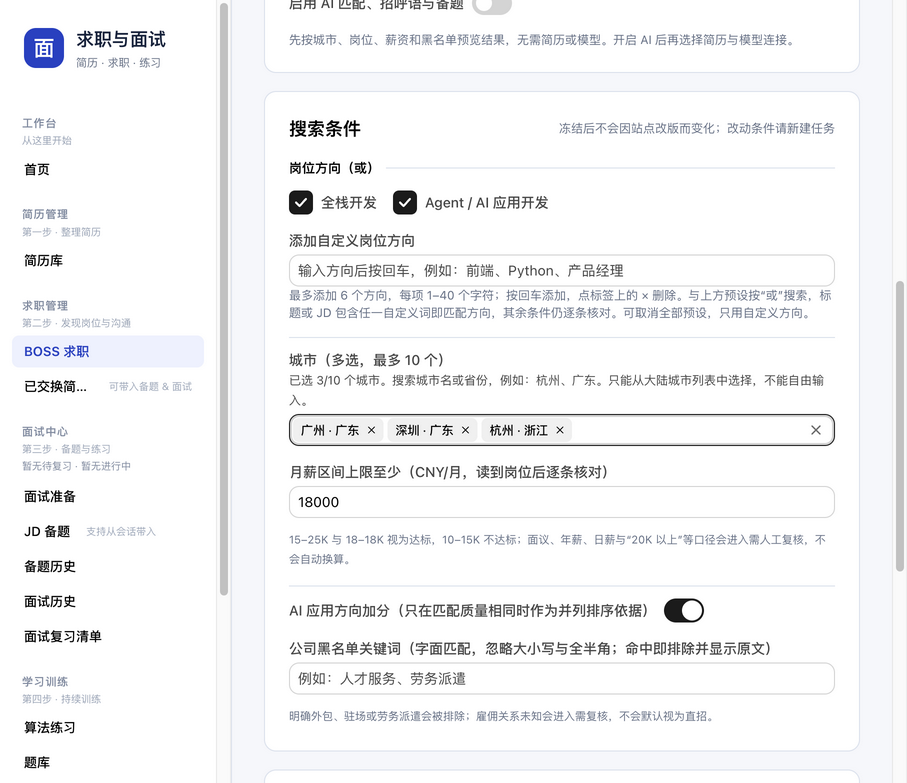 面
求职与面试
简历 · 求职 · 练习
工作台
从这里开始
首页
简历管理
第一步 · 整理简历
简历库
求职管理
第二步 · 发现岗位与沟通
BOSS 求职
已交换简... 可带入备题 & 面试
面试中心
第三步 · 备题与练习
暂无待复习 · 暂无进行中
面试准备
JD 备题 支持从会话带入
备题历史
面试历史
面试复习清单
学习训练
第四步 · 持续训练
算法练习
题库
启用 AI 匹配、招呼语与备题
先按城市、岗位、薪资和黑名单预览结果，无需简历或模型。开启 AI 后再选择简历与模型连接。
搜索条件 冻结后不会因站点改版而变化；改动条件请新建任务
岗位方向（或）
全栈开发 Agent / AI 应用开发
添加自定义岗位方向
输入方向后按回车，例如：前端、Python、产品经理
最多添加 6 个方向，每项 1–40 个字符；按回车添加，点标签上的 × 删除。与上方预设按“或”搜索，标
题或 JD 包含任一自定义词即匹配方向，其余条件仍逐条核对。可取消全部预设，只用自定义方向。
城市（多选，最多 10 个）
已选 3/10 个城市。搜索城市名或省份，例如：杭州、广东。只能从大陆城市列表中选择，不能自由输
入。
广州 · 广东 × 深圳 · 广东 × 杭州 · 浙江 ×
月薪区间上限至少（CNY/月，读到岗位后逐条核对）
18000
15–25K 与 18–18K 视为达标，10–15K 不达标；面议、年薪、日薪与“20K 以上”等口径会进入需人工复核，不
会自动换算。
AI 应用方向加分（只在匹配质量相同时作为并列排序依据）
公司黑名单关键词（字面匹配，忽略大小写与全半角；命中即排除并显示原文）
例如：人才服务、劳务派遣
明确外包、驻场或劳务派遣会被排除；雇佣关系未知会进入需复核，不会默认视为直招。